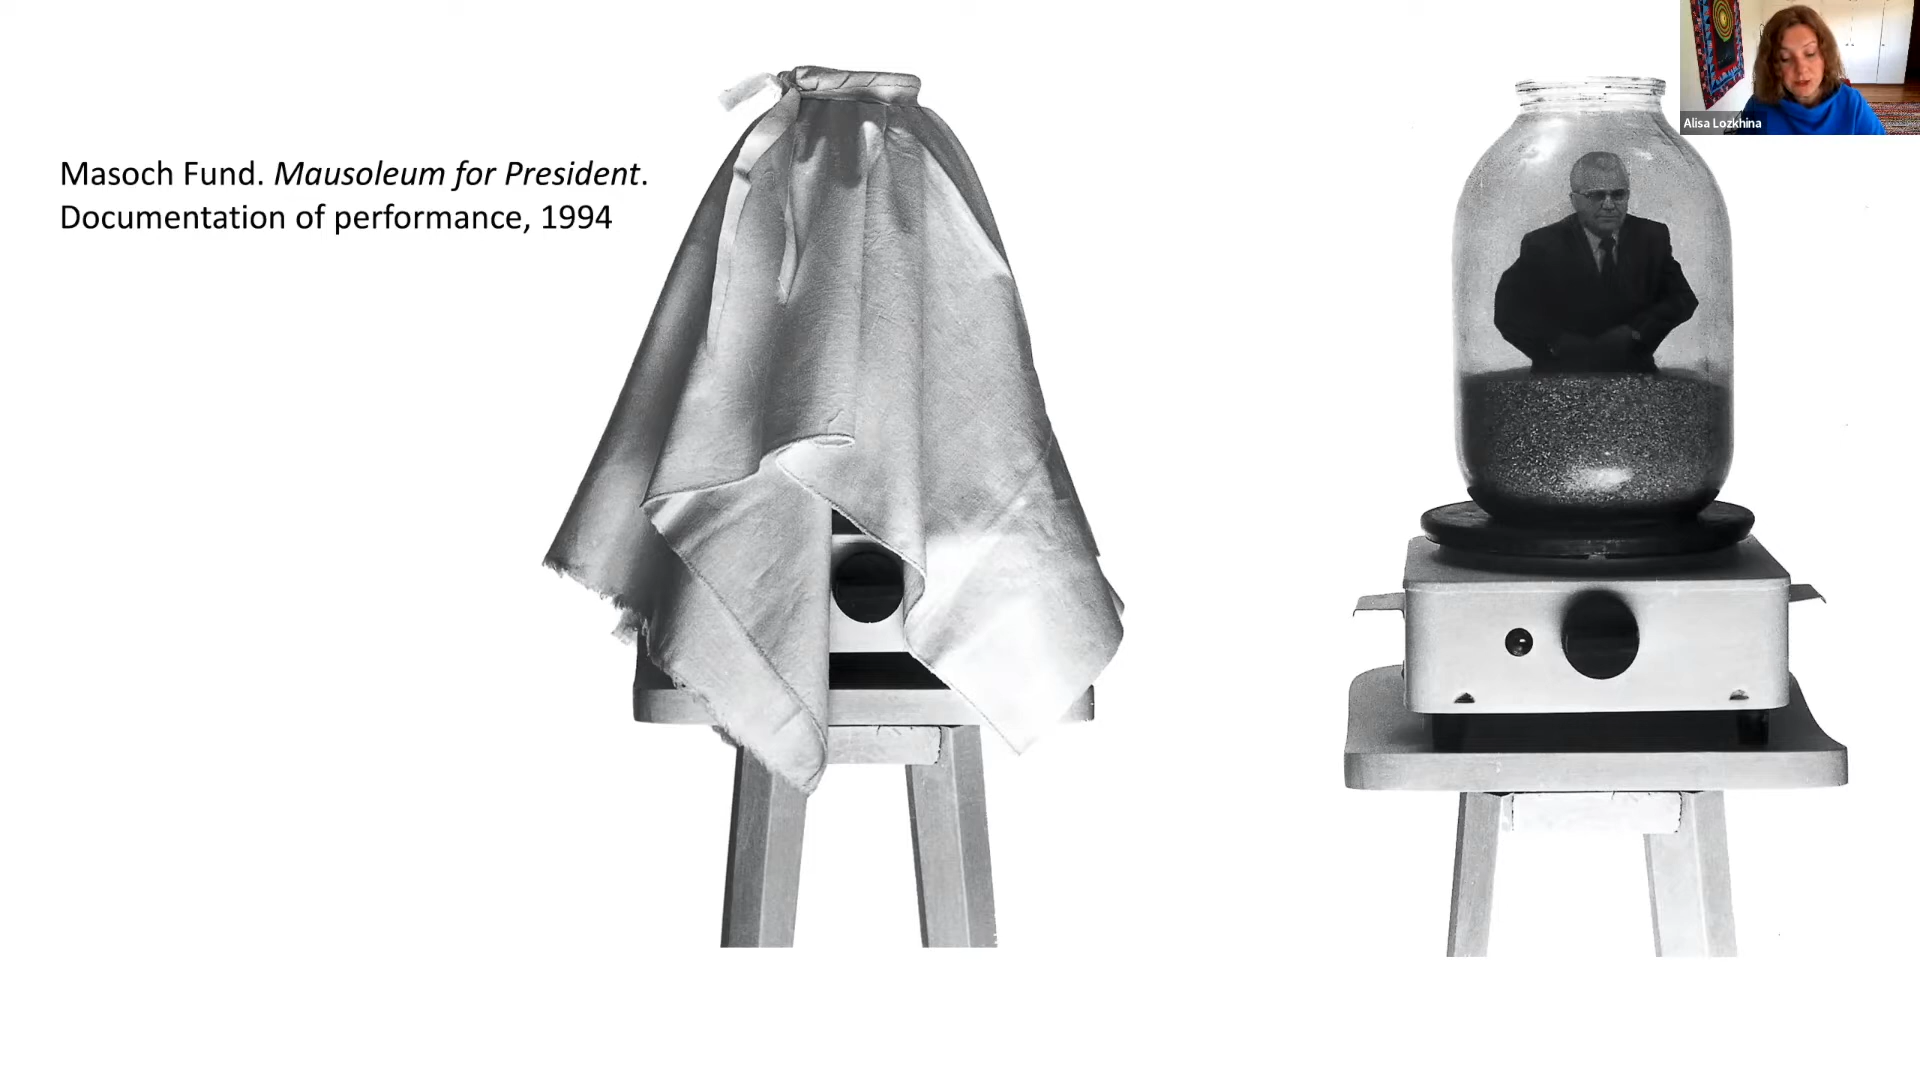 Masoch Fund. Mausoleum for President.
Documentation of performance, 1994
Alisa Lozkhina